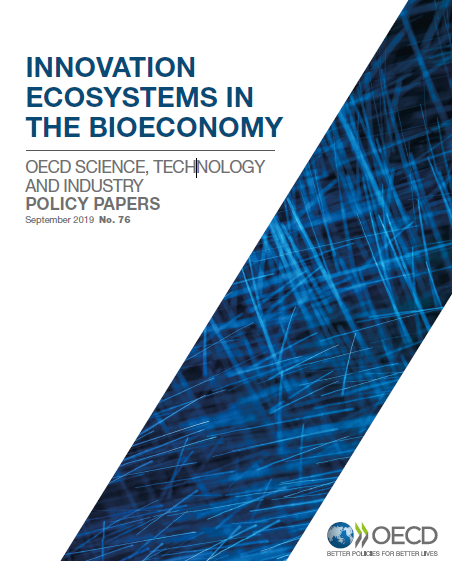 INNOVATION
ECOSYSTEMS IN
THE BIOECONOMY
OECD SCIENCE, TECHNOLOGY
AND INDUSTRY
POLICY PAPERS
September 2019 No. 76
OECD
BETTER POLICIES FOR BETTER LIVES